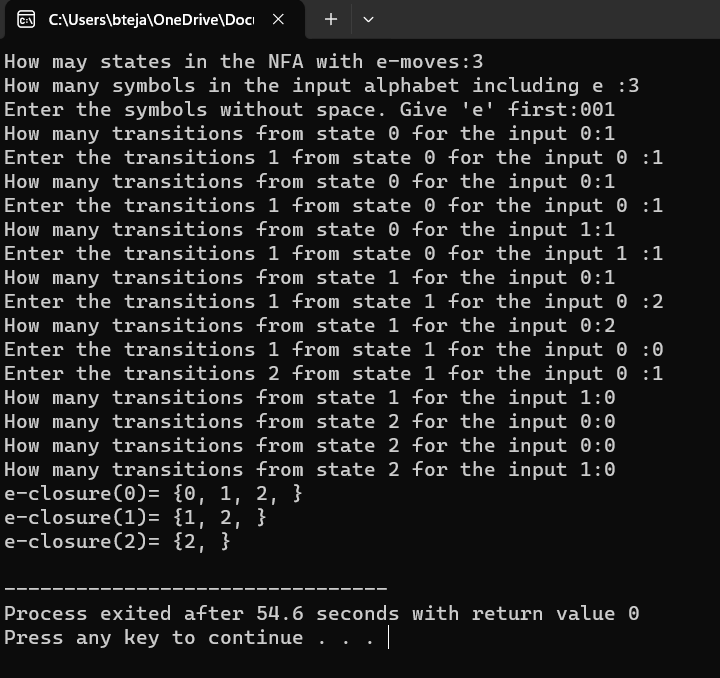 C:\Users\bteja\OneDrive\Doc
How may states in the NFA with e-moves:3
How many symbols in the input alphabet including e :3
Enter the symbols without space. Give 'e' first:001
How many transitions from state 0 for the input 0:1
Enter the transitions 1 from state 0 for the input 0 :1
How many transitions from state 0 for the input 0:1
Enter the transitions 1 from state 0 for the input 0 :1
How many transitions from state 0 for the input 1:1
Enter the transitions 1 from state 0 for the input 1 :1
How many transitions from state 1 for the input 0:1
Enter the transitions 1 from state 1 for the input 0 :2
How many transitions from state 1 for the input 0:2
Enter the transitions 1 from state 1 for the input 0 :0
Enter the transitions 2 from state 1 for the input 0 :1
How many transitions from state 1 for the input 1:0
How many transitions from state 2 for the input 0:0
How many transitions from state 2 for the input 0:0
How many transitions from state 2 for the input 1:0
e-closure(0)= {0, 1, 2, }
e-closure(1)= {1, 2, }
e-closure(2)= {2, }
--------------------------------
Process exited after 54.6 seconds with return value 0
Press any key to continue . . .